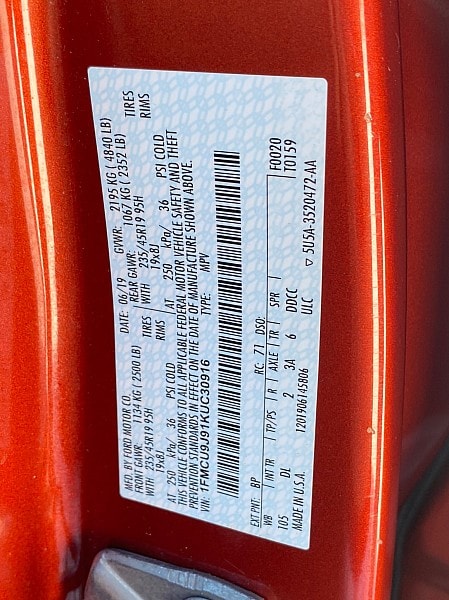 MFD. BY FORD MOTOR CO. DATE: 06/19 GVWR: 2195 KG ( 4840 LB)
FRONT GAWR: 1134 KG ( 2500 LB) REAR GAWR: 1067 KG ( 2352 LB)
WITH 235/45R19 95H TIRES WITH 235/45R19 95H TIRES
19x8J RIMS 19x8J RIMS
AT 250 kPa/ 36 PSI COLD AT 250 kPa/ 36 PSI COLD
THIS VEHICLE CONFORMS TO ALL APPLICABLE FEDERAL MOTOR VEHICLE SAFETY AND THEFT
PREVENTION STANDARDS IN EFFECT ON THE DATE OF MANUFACTURE SHOWN ABOVE.
VIN: 1FMCU9J91KUC30916 TYPE: MPV
F0020
T0159
EXT PNT: BP RC: 71 DSO:
WB INT TR TP/PS R AXLE TR SPR
105 DL 2 3A 6 DDCC
MADE IN U.S.A. 1201906145806 ULC
▽ 5U5A-3520472-AA